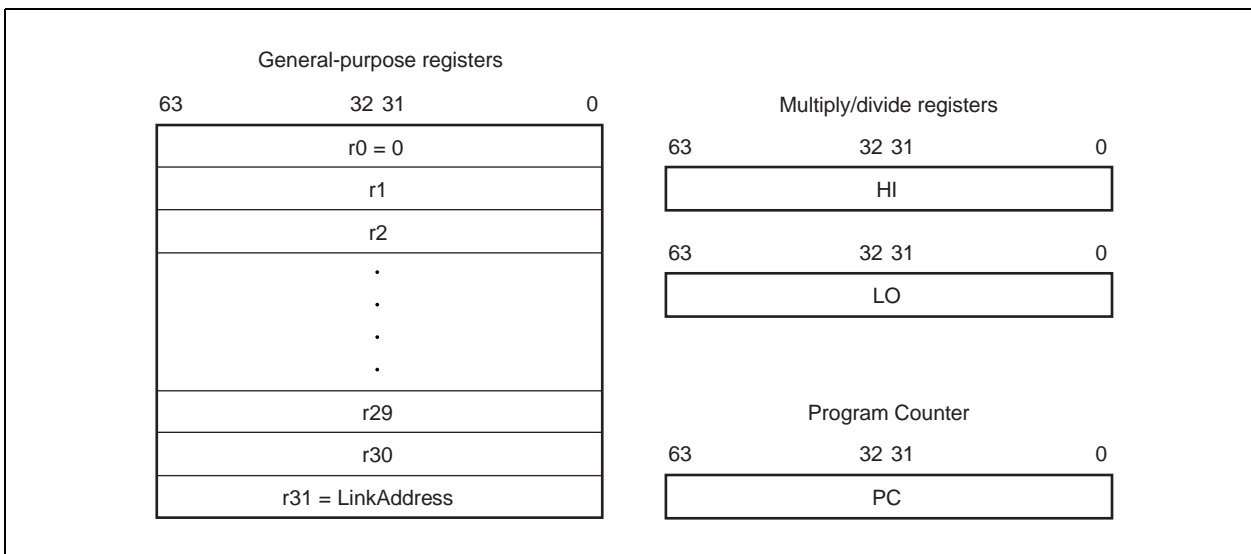 General-purpose registers
63 32 31 0
r0 = 0
r1
r2
.
.
.
.
r29
r30
r31 = LinkAddress
Multiply/divide registers
63 32 31 0
HI
63 32 31 0
LO
Program Counter
63 32 31 0
PC